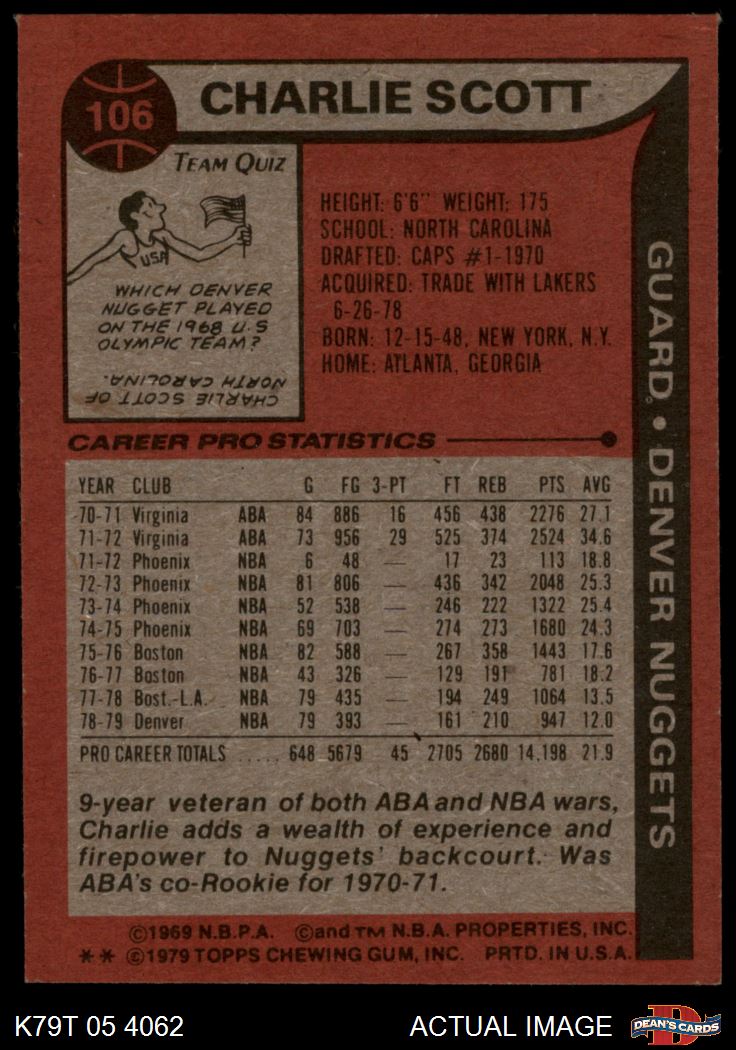 106
CHARLIE SCOTT
TEAM QUIZ
USA
WHICH DENVER
NUGGET PLAYED
ON THE 1968 U.S
OLYMPIC TEAM?
CHARLIE SCOTT OF
NORTH CAROLINA.
HEIGHT: 6'6" WEIGHT: 175
SCHOOL: NORTH CAROLINA
DRAFTED: CAPS #1-1970
ACQUIRED: TRADE WITH LAKERS
6-26-78
BORN: 12-15-48, NEW YORK, N.Y.
HOME: ATLANTA, GEORGIA
GUARD • DENVER NUGGETS
CAREER PRO STATISTICS
YEAR CLUB G FG 3-PT FT REB PTS AVG
70-71 Virginia ABA 84 886 16 456 438 2276 27.1
71-72 Virginia ABA 73 956 29 525 374 2524 34.6
71-72 Phoenix NBA 6 48 — 17 23 113 18.8
72-73 Phoenix NBA 81 806 — 436 342 2048 25.3
73-74 Phoenix NBA 52 538 — 246 222 1322 25.4
74-75 Phoenix NBA 69 703 — 274 273 1680 24.3
75-76 Boston NBA 82 588 — 267 358 1443 17.6
76-77 Boston NBA 43 326 — 129 191 781 18.2
77-78 Bost.-L.A. NBA 79 435 — 194 249 1064 13.5
78-79 Denver NBA 79 393 — 161 210 947 12.0
PRO CAREER TOTALS ..... 648 5679 45 2705 2680 14,198 21.9
9-year veteran of both ABA and NBA wars,
Charlie adds a wealth of experience and
firepower to Nuggets' backcourt. Was
ABA's co-Rookie for 1970-71.
©1969 N.B.P.A. ©and TM N.B.A. PROPERTIES, INC.
** ©1979 TOPPS CHEWING GUM, INC. PRTD. IN U.S.A.
K79T 05 4062
ACTUAL IMAGE
DEAN'S CARDS